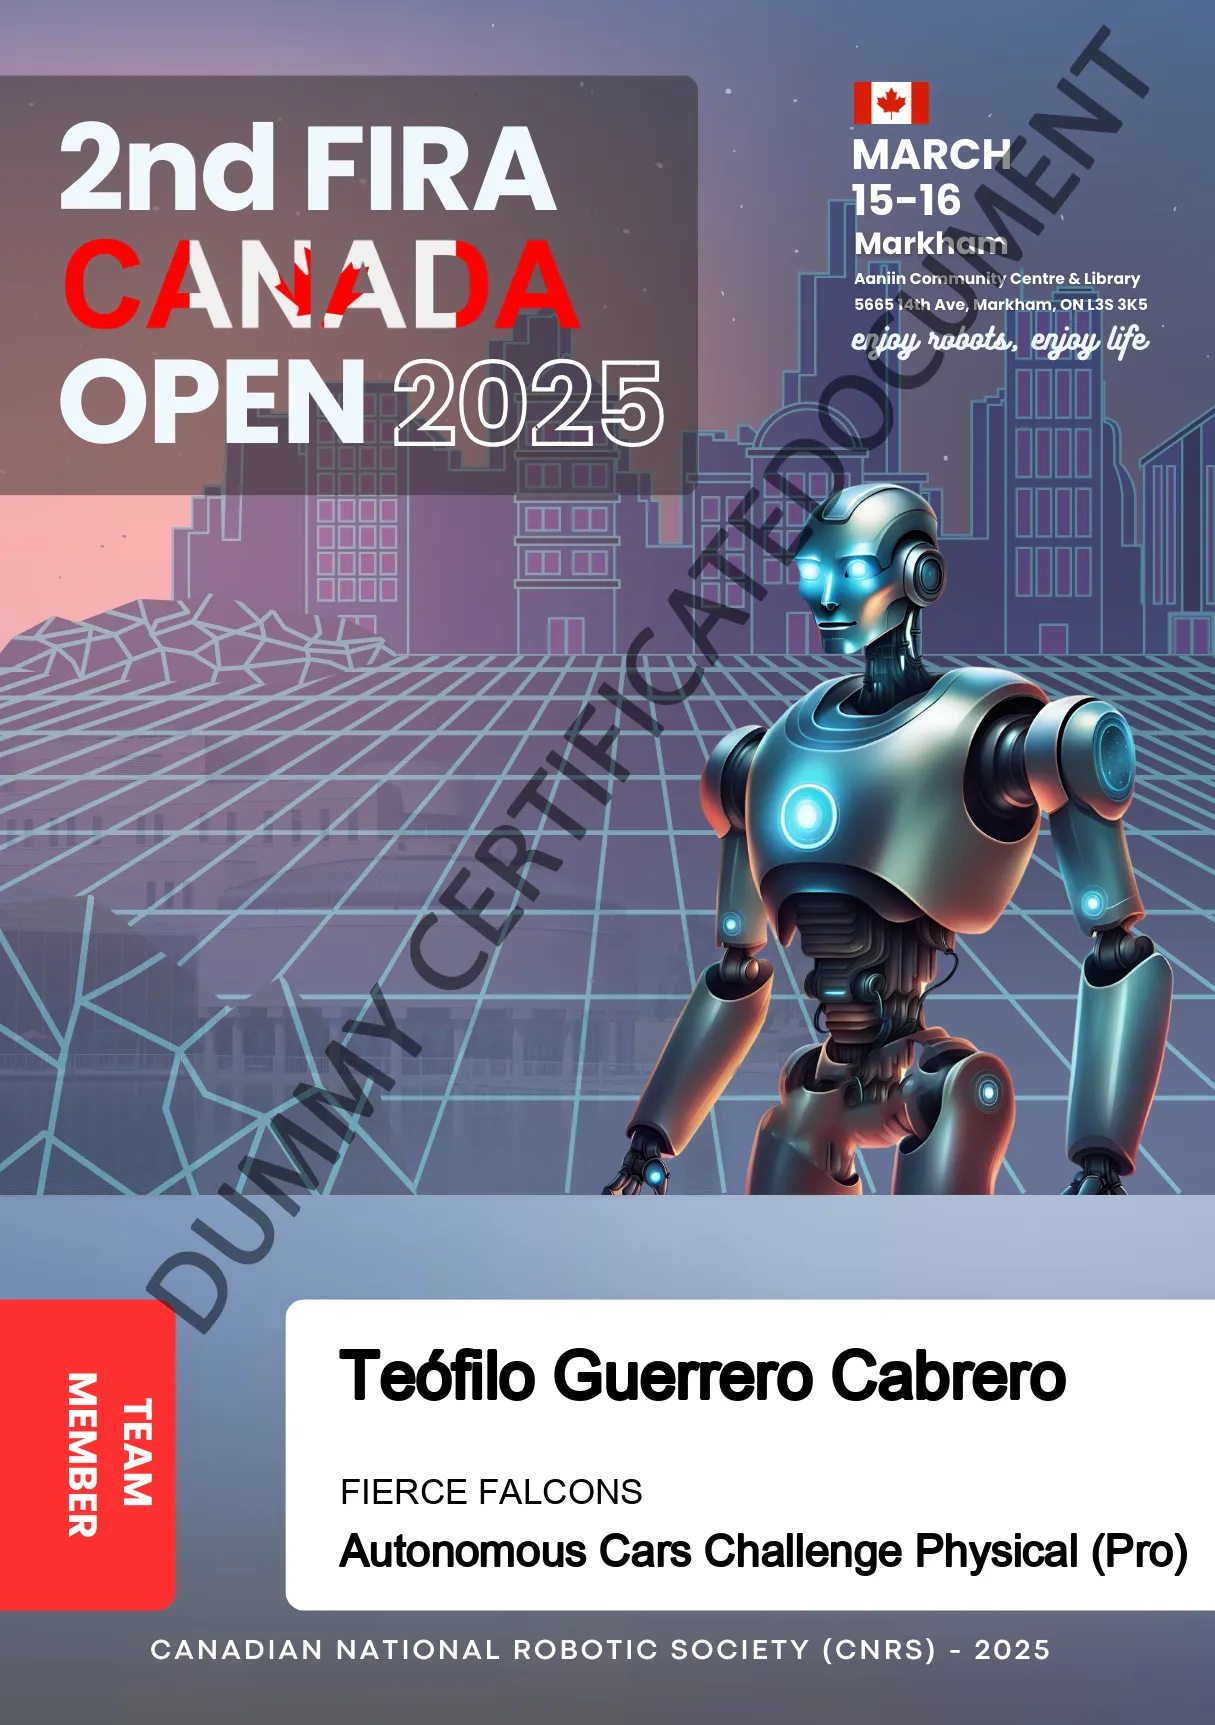 2nd FIRA
CANADA
OPEN 2025
MARCH
15-16
Markham
Aaniin Community Centre & Library
5665 14th Ave, Markham, ON L3S 3K5
enjoy robots, enjoy life
DUMMY CERTIFICATEDOCUMENT
TEAM
MEMBER
Teófilo Guerrero Cabrero
FIERCE FALCONS
Autonomous Cars Challenge Physical (Pro)
CANADIAN NATIONAL ROBOTIC SOCIETY (CNRS) - 2025